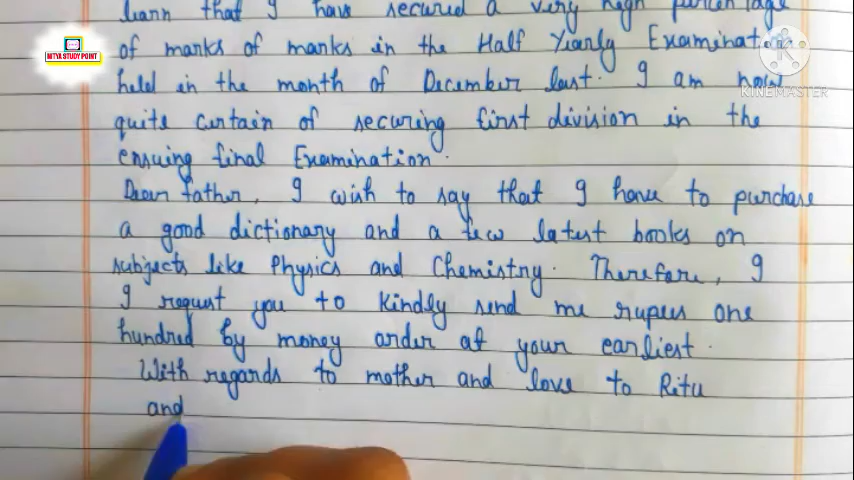 NITYA STUDY POINT
KINEMASTER
learn that I have secured a very high percentage
of marks of marks in the Half Yearly Examination
held in the month of December last. I am now
quite certain of securing first division in the
ensuing final Examination.
Dear father, I wish to say that I have to purchase
a good dictionary and a few latest books on
subjects like Physics and Chemistry. Therefore, I
I request you to kindly send me rupees one
hundred by money order at your earliest.
With regards to mother and love to Ritu
and